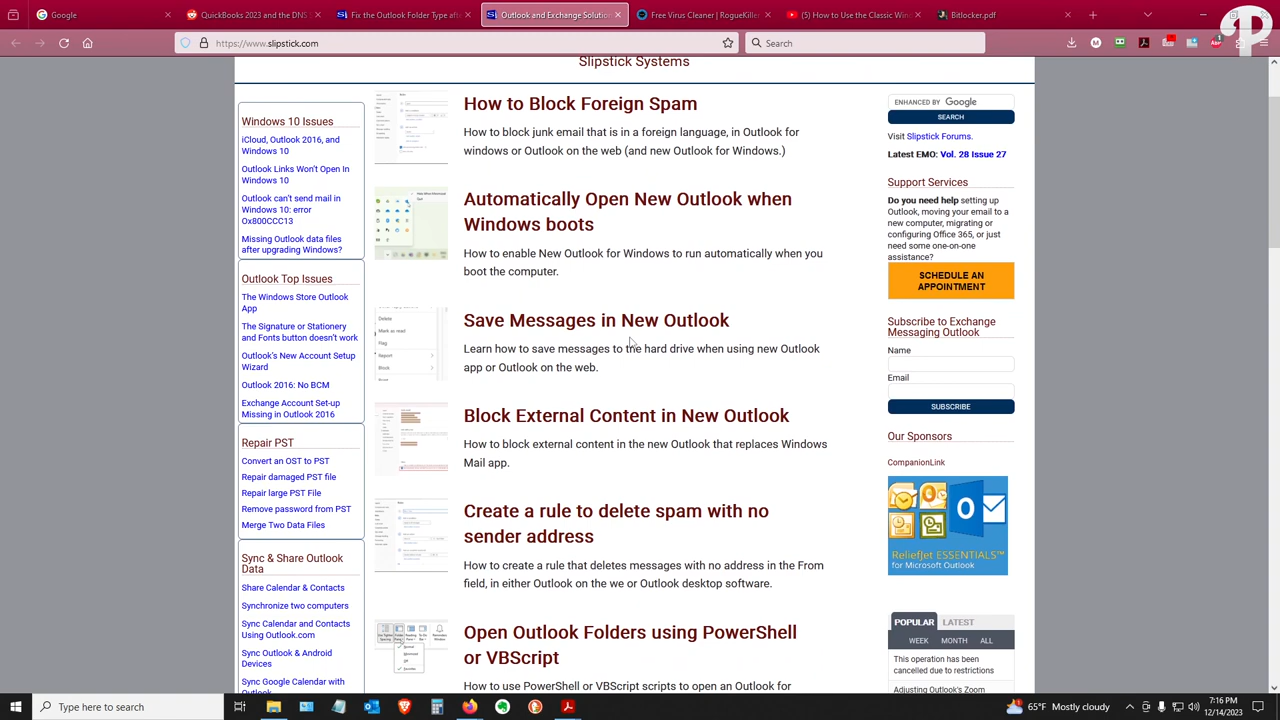 Google
QuickBooks 2023 and the DNS
Fix the Outdated Folder Type after
Outlook and Exchange Solution
Free Virus Cleaner | RogueKiller
(5) How to Use the Services
Bitlocker.pdf
https://www.slipstick.com
Search
Slipstick Systems
Windows 10 Issues
iCloud, Outlook 2016, and
Windows 10
Outlook Links Won't Open In
Windows 10
Outlook can't send mail in
Windows 10: error
Ox800CCC13
Missing Outlook data files
after upgrading Windows?
Outlook Top Issues
The Windows Store Outlook
App
The Signature or Stationery
and Fonts button doesn't work
Outlook's New Account Setup
Wizard
Outlook 2016: No BCM
Exchange Account Set-up
Missing in Outlook 2016
Repair PST
Convert an OST to PST
Repair damaged PST file
Repair large PST File
Remove password from PST
Merge Two Data Files
Sync & Share Outlook
Data
Share Calendar & Contacts
Synchronize two computers
Sync Calendar and Contacts
Using Outlook.com
Sync Outlook & Android
Devices
Sync Google Calendar with
Outlook
How to Block Foreign Spam
How to block junk email that is in a foreign language, in Outlook for
windows or Outlook on the web (and new Outlook for Windows.)
Automatically Open New Outlook when
Windows boots
How to enable New Outlook for Windows to run automatically when you
boot the computer.
Delete
Mark as read
Flag
Report
Block
Save Messages in New Outlook
Learn how to save messages to the hard drive when using new Outlook
app or Outlook on the web.
Block External Content in New Outlook
How to block external content in the new Outlook that replaces Windows
Mail app.
Create a rule to delete spam with no
sender address
How to create a rule that deletes messages with no address in the From
field, in either Outlook on the we or Outlook desktop software.
Open Outlook Folders using PowerShell
or VBScript
How to use PowerShell or VBScript scripts to open an Outlook for
ENHANCED BY Google
SEARCH
Visit Slipstick Forums.
Latest EMO: Vol. 28 Issue 27
Support Services
Do you need help setting up
Outlook, moving your email to a
new computer, migrating or
configuring Office 365, or just
need some one-on-one
assistance?
SCHEDULE AN
APPOINTMENT
Subscribe to Exchange
Messaging Outlook
Name
Email
SUBSCRIBE
Our Sponsors
CompanionLink
RELIEFJET ESSENTIALS™
for Microsoft Outlook
POPULAR LATEST
WEEK MONTH ALL
This operation has been
cancelled due to restrictions
Adjusting Outlook's Zoom
Type here to search
65°F Mostly cloudy
7:16 PM
12/14/2023